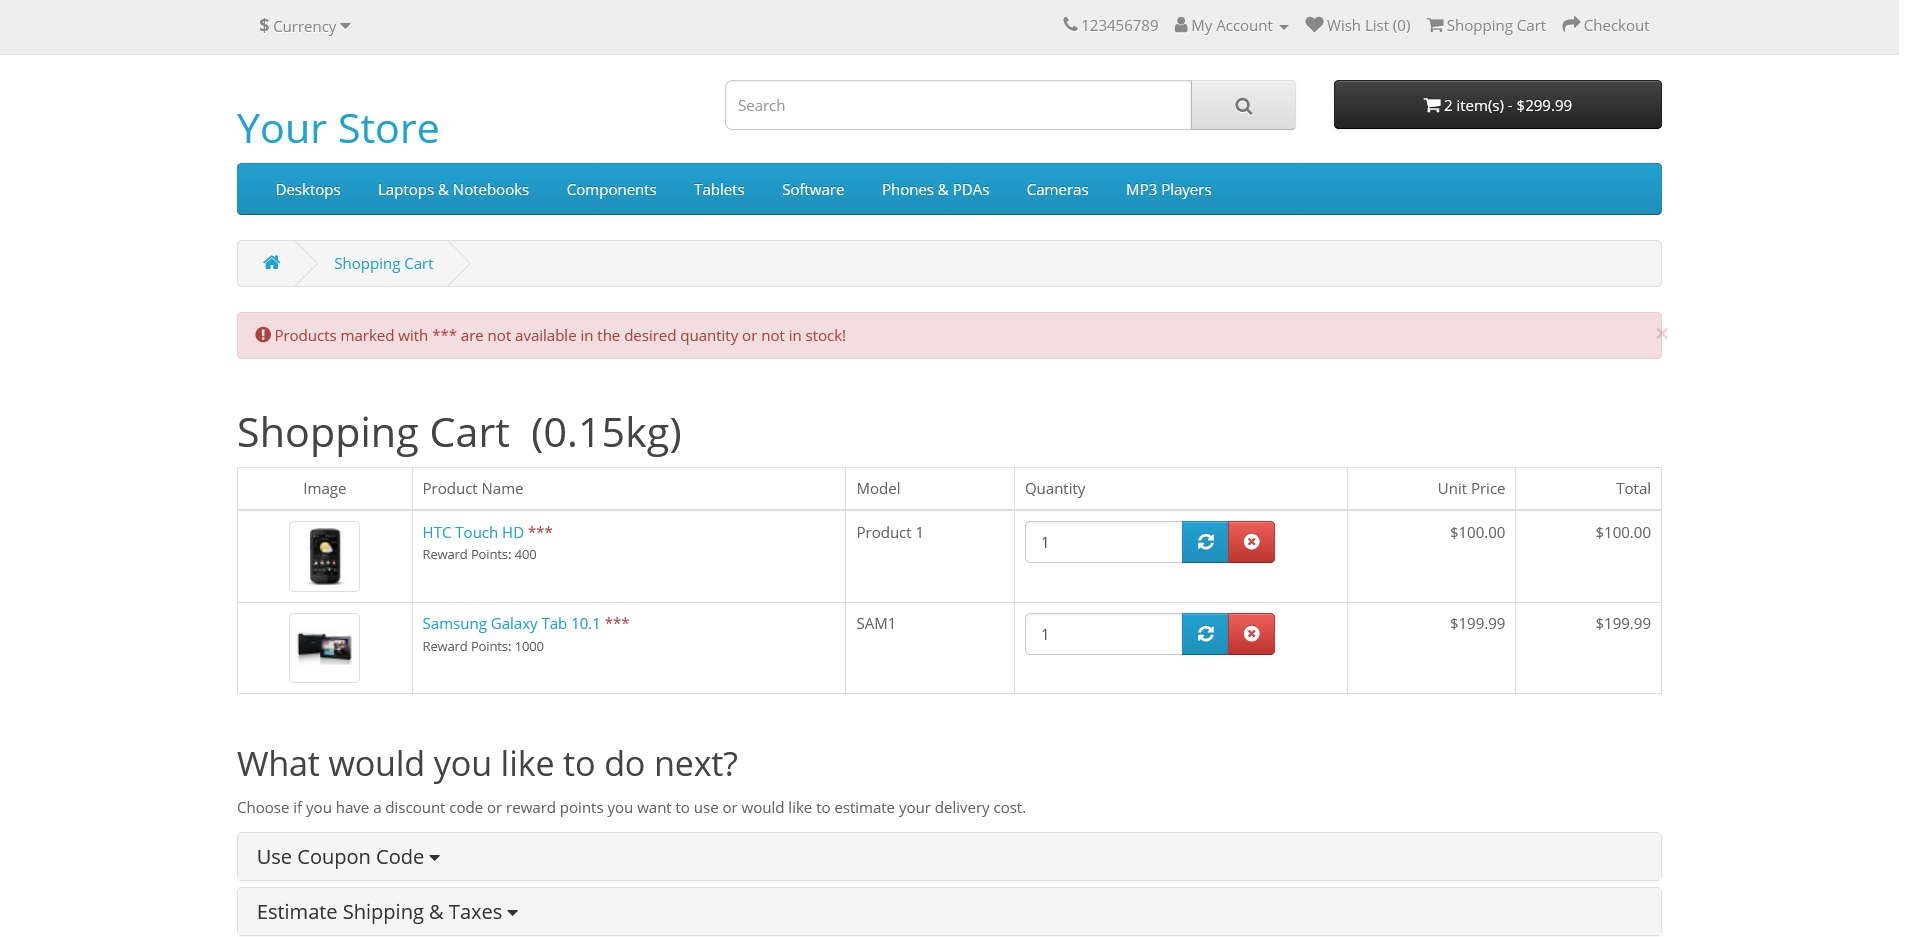 $ Currency 123456789 My Account Wish List (0) Shopping Cart Checkout
Search
2 item(s) - $299.99
Your Store
Desktops Laptops & Notebooks Components Tablets Software Phones & PDAs Cameras MP3 Players
Shopping Cart
Products marked with *** are not available in the desired quantity or not in stock!
×
Shopping Cart (0.15kg)
Image Product Name Model Quantity Unit Price Total
HTC Touch HD *** Product 1 1 $100.00 $100.00
Reward Points: 400
Samsung Galaxy Tab 10.1 *** SAM1 1 $199.99 $199.99
Reward Points: 1000
What would you like to do next?
Choose if you have a discount code or reward points you want to use or would like to estimate your delivery cost.
Use Coupon Code
Estimate Shipping & Taxes